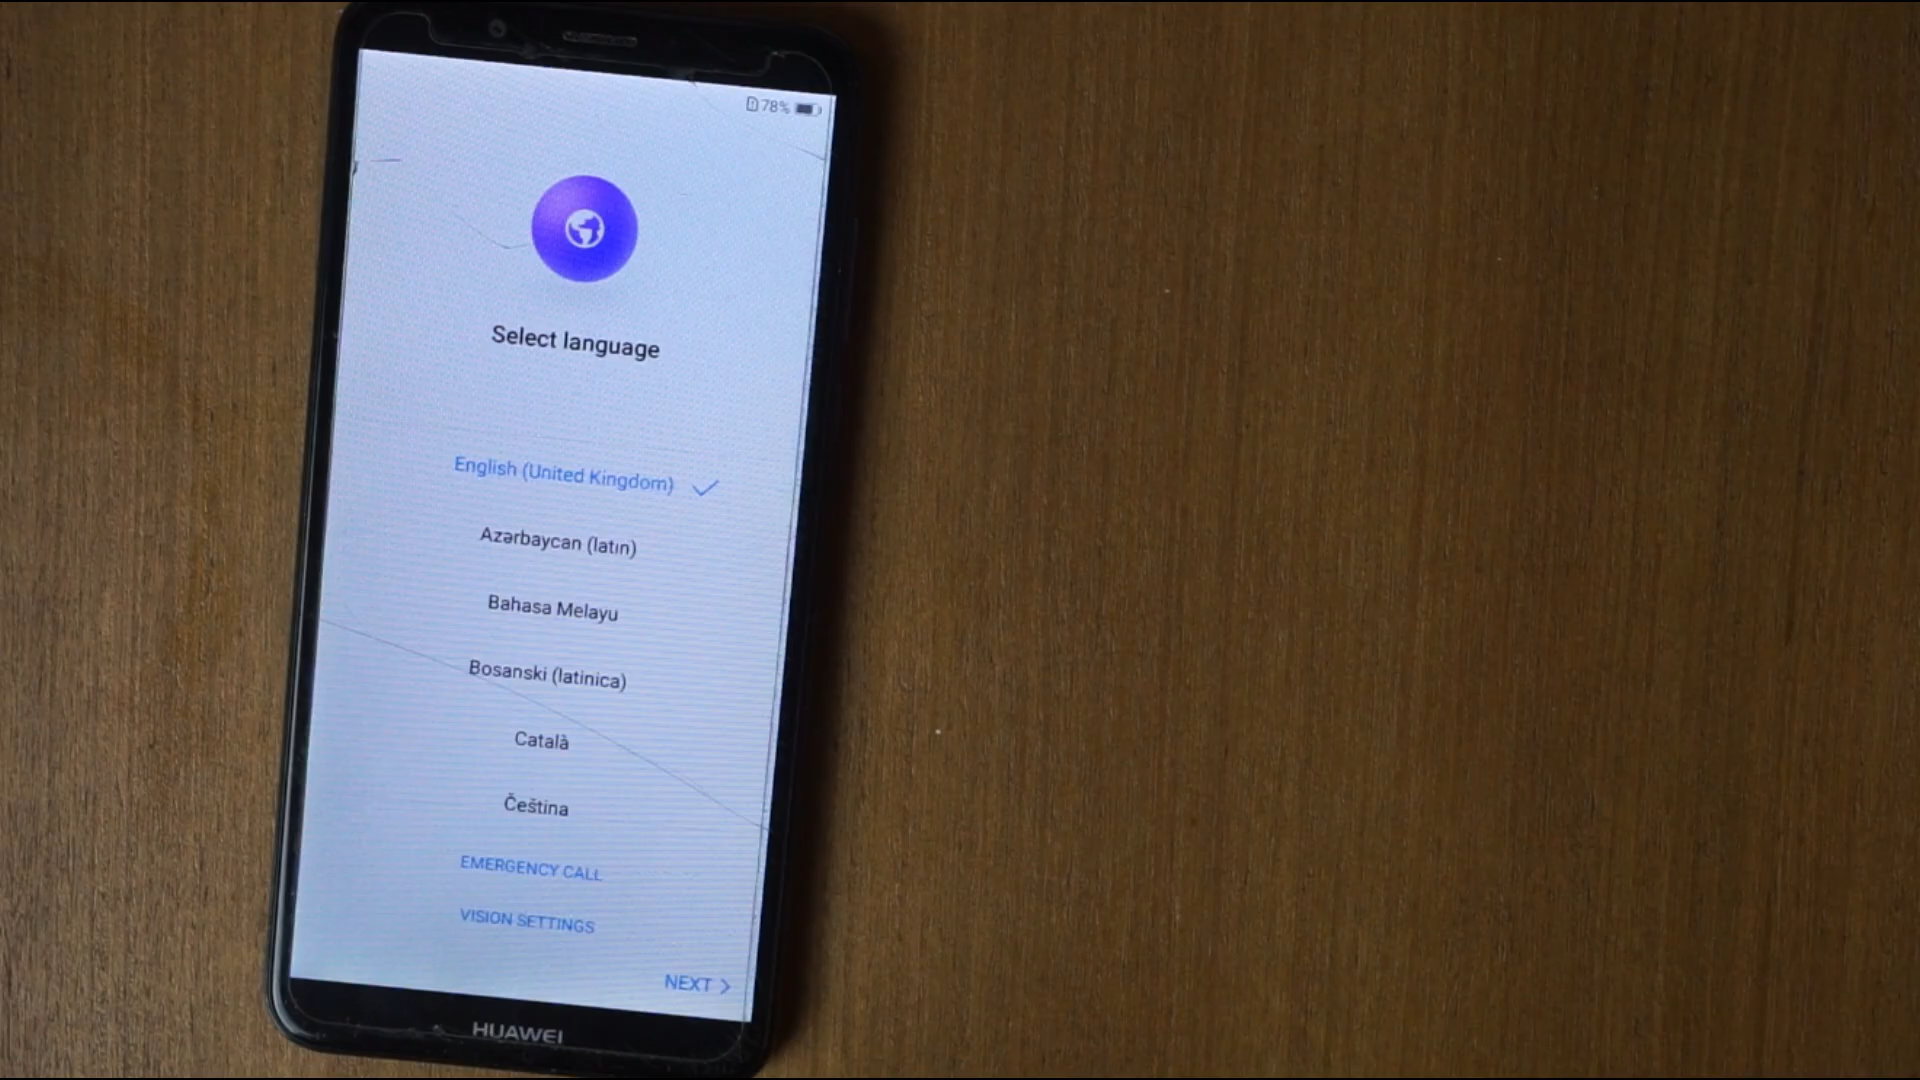 78%
Select language
English (United Kingdom)
Azərbaycan (latın)
Bahasa Melayu
Bosanski (latinica)
Català
Čeština
EMERGENCY CALL
VISION SETTINGS
NEXT
HUAWEI